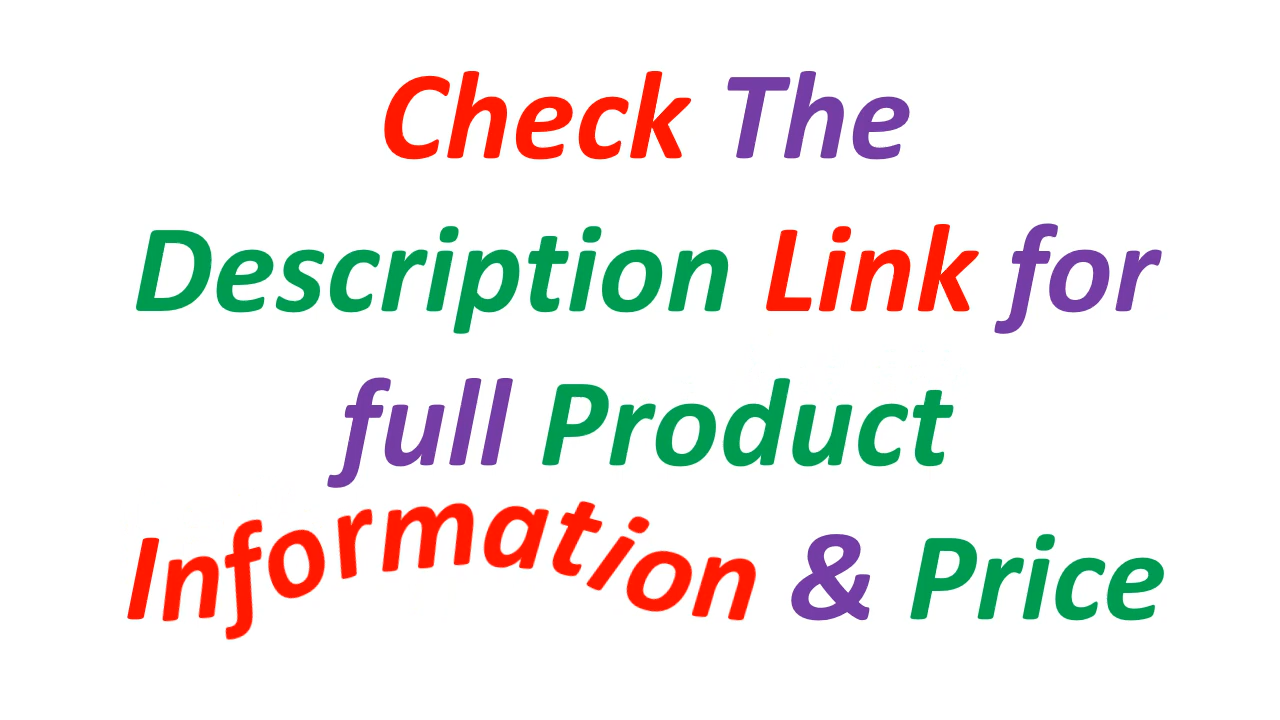 Check The
Description Link for
full Product
Information & Price